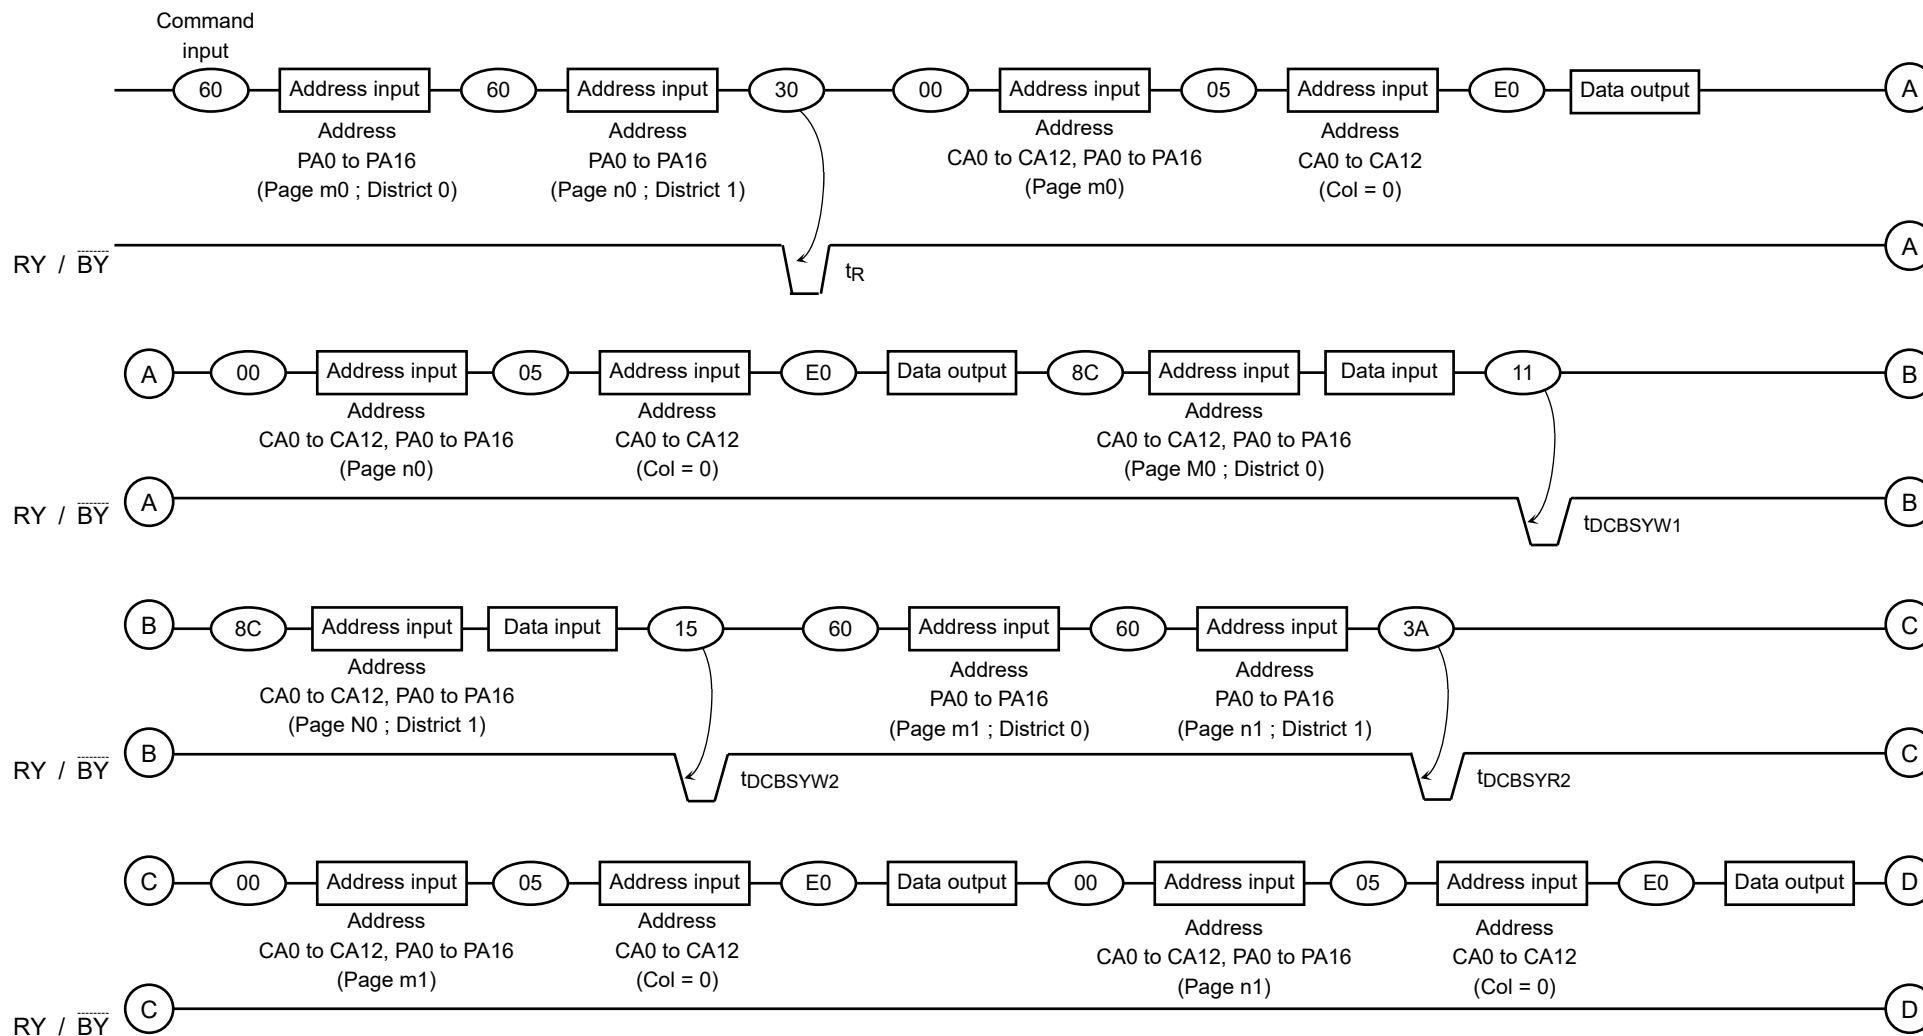 Command
input
60 Address input 60 Address input 30 00 Address input 05 Address input E0 Data output A
Address Address Address Address
PA0 to PA16 PA0 to PA16 CA0 to CA12, PA0 to PA16 CA0 to CA12
(Page m0 ; District 0) (Page n0 ; District 1) (Page m0) (Col = 0)
RY / BY tR A
A 00 Address input 05 Address input E0 Data output 8C Address input Data input 11 B
Address Address Address
CA0 to CA12, PA0 to PA16 CA0 to CA12 CA0 to CA12, PA0 to PA16
(Page n0) (Col = 0) (Page M0 ; District 0)
RY / BY A tDCBSYW1 B
B 8C Address input Data input 15 60 Address input 60 Address input 3A C
Address Address Address
CA0 to CA12, PA0 to PA16 PA0 to PA16 PA0 to PA16
(Page N0 ; District 1) (Page m1 ; District 0) (Page n1 ; District 1)
RY / BY B tDCBSYW2 tDCBSYR2 C
C 00 Address input 05 Address input E0 Data output 00 Address input 05 Address input E0 Data output D
Address Address Address Address
CA0 to CA12, PA0 to PA16 CA0 to CA12 CA0 to CA12, PA0 to PA16 CA0 to CA12
(Page m1) (Col = 0) (Page n1) (Col = 0)
RY / BY C D